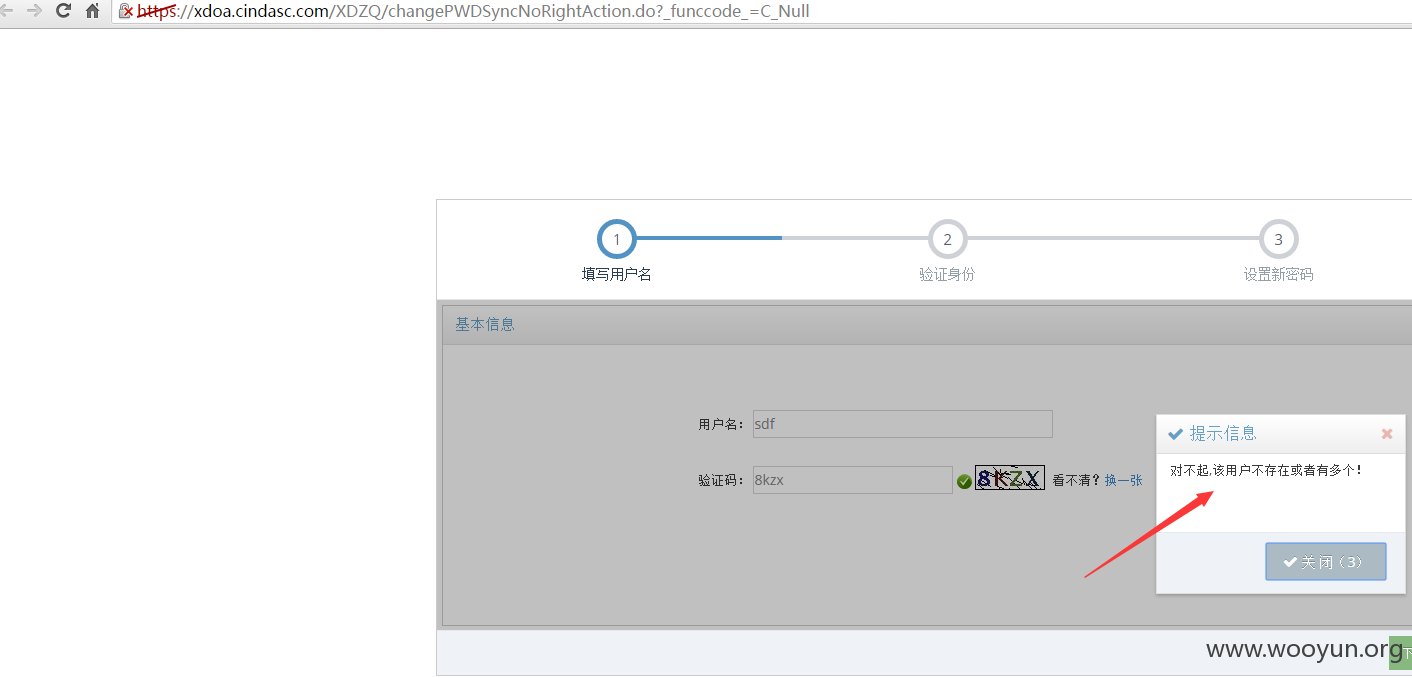 https://xdoa.cindasc.com/XDZQ/changePWDSyncNoRightAction.do?_funccode_=C_Null
1
2
3
填写用户名
验证身份
设置新密码
基本信息
用户名：
sdf
验证码：
8kzx
8KZX
看不清？换一张
提示信息
对不起,该用户不存在或者有多个！
关闭（3）
www.wooyun.org
下